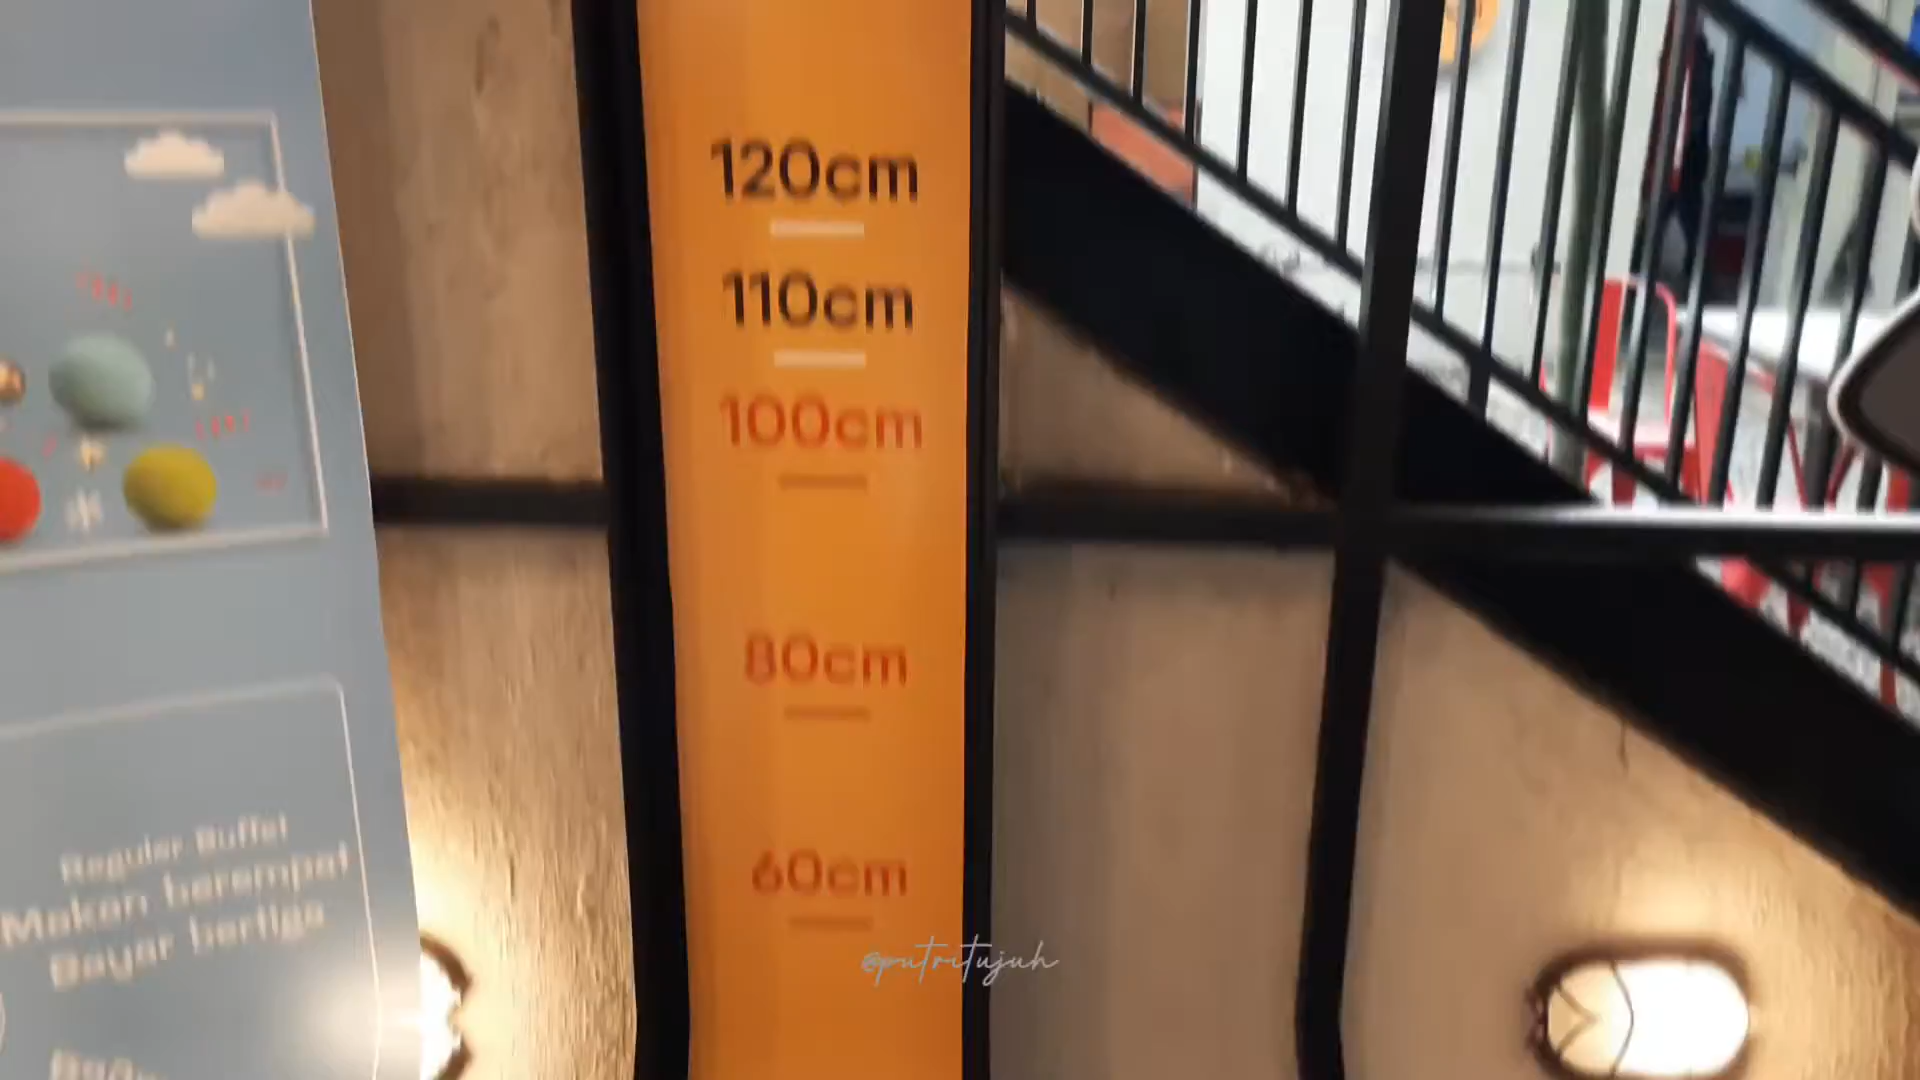 120cm
110cm
100cm
80cm
60cm
Reguler Buffet
Makan berempat
Bayar bertiga
@putritujuh